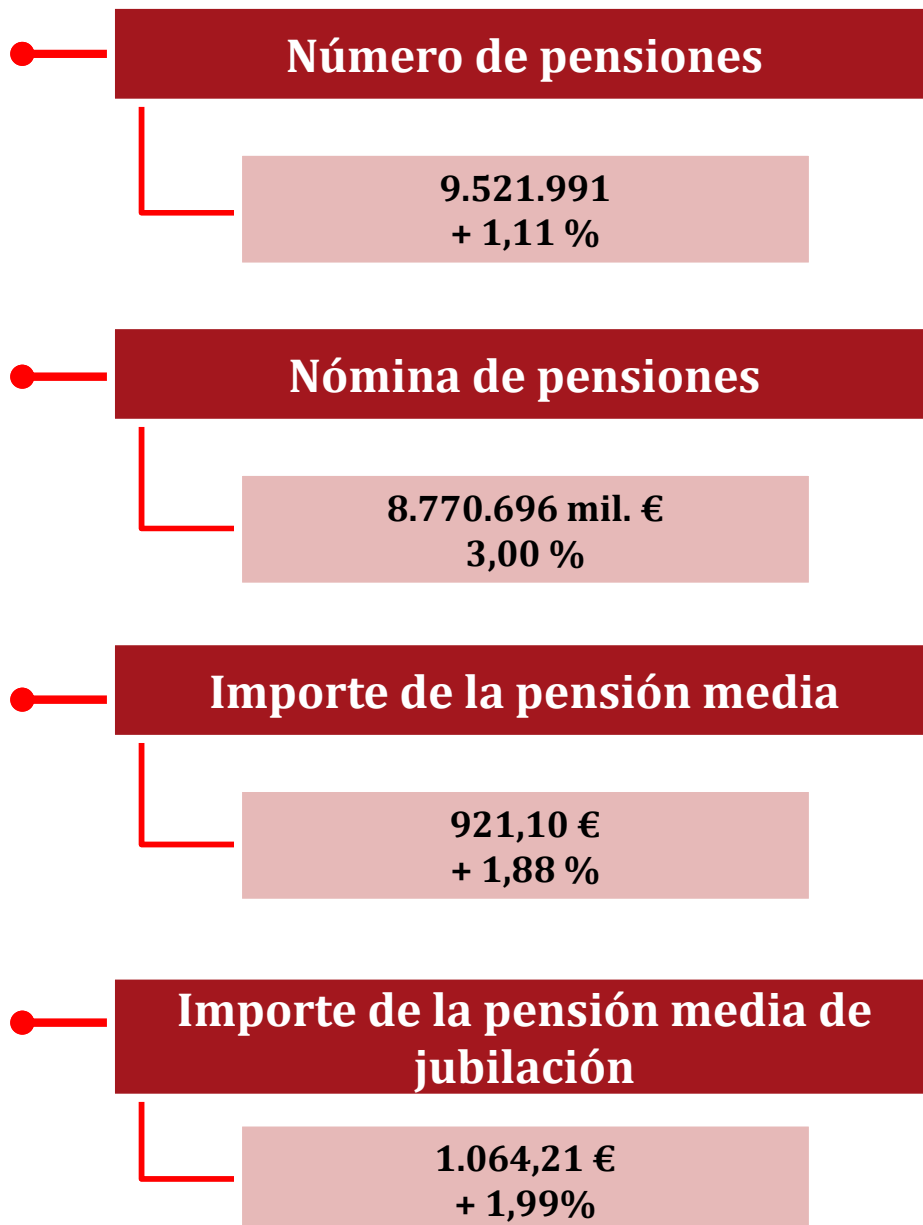 Número de pensiones
9.521.991
+ 1,11 %
Nómina de pensiones
8.770.696 mil. €
3,00 %
Importe de la pensión media
921,10 €
+ 1,88 %
Importe de la pensión media de
jubilación
1.064,21 €
+ 1,99%